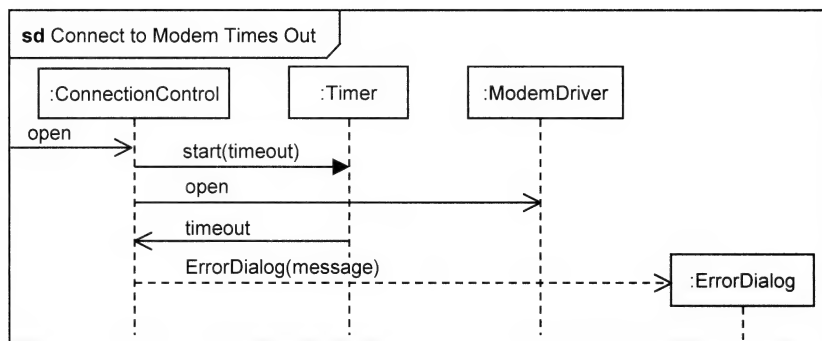 sd Connect to Modem Times Out
:ConnectionControl
:Timer
:ModemDriver
open
start(timeout)
open
timeout
ErrorDialog(message)
:ErrorDialog